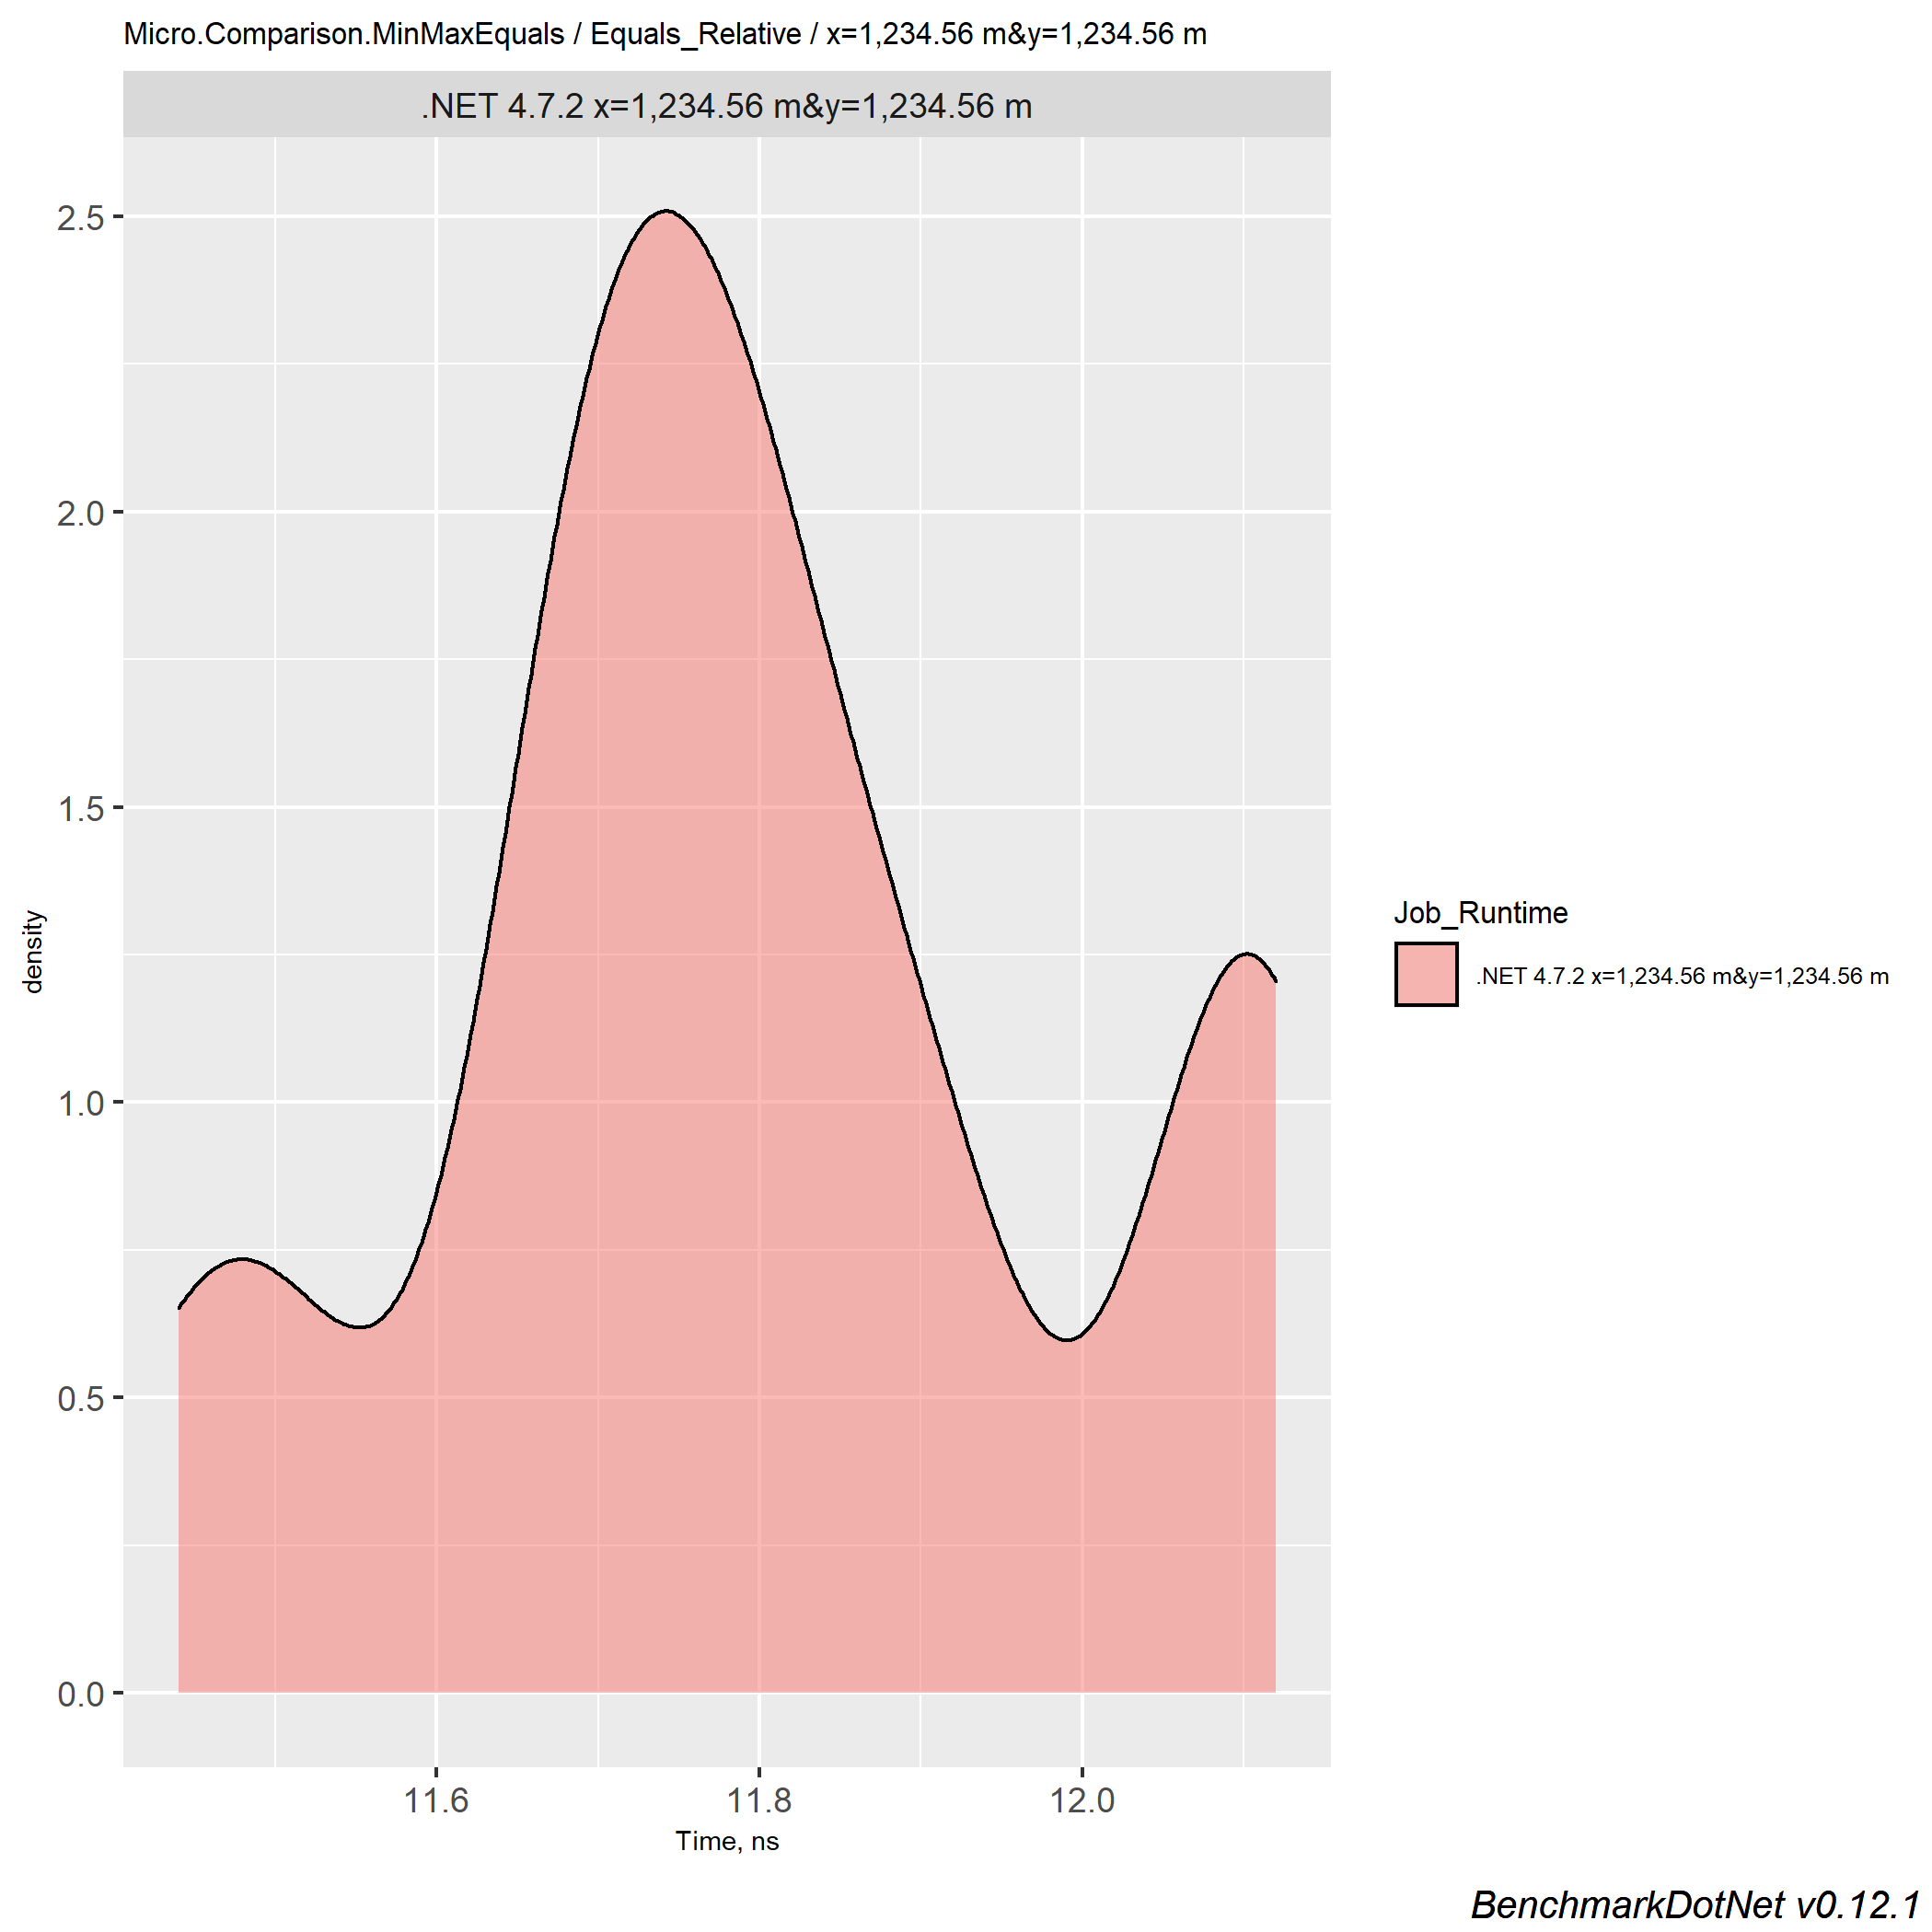 Micro.Comparison.MinMaxEquals / Equals_Relative / x=1,234.56 m&y=1,234.56 m
.NET 4.7.2 x=1,234.56 m&y=1,234.56 m
2.5
2.0
1.5
1.0
0.5
0.0
density
11.6 11.8 12.0
Time, ns
Job_Runtime
.NET 4.7.2 x=1,234.56 m&y=1,234.56 m
BenchmarkDotNet v0.12.1